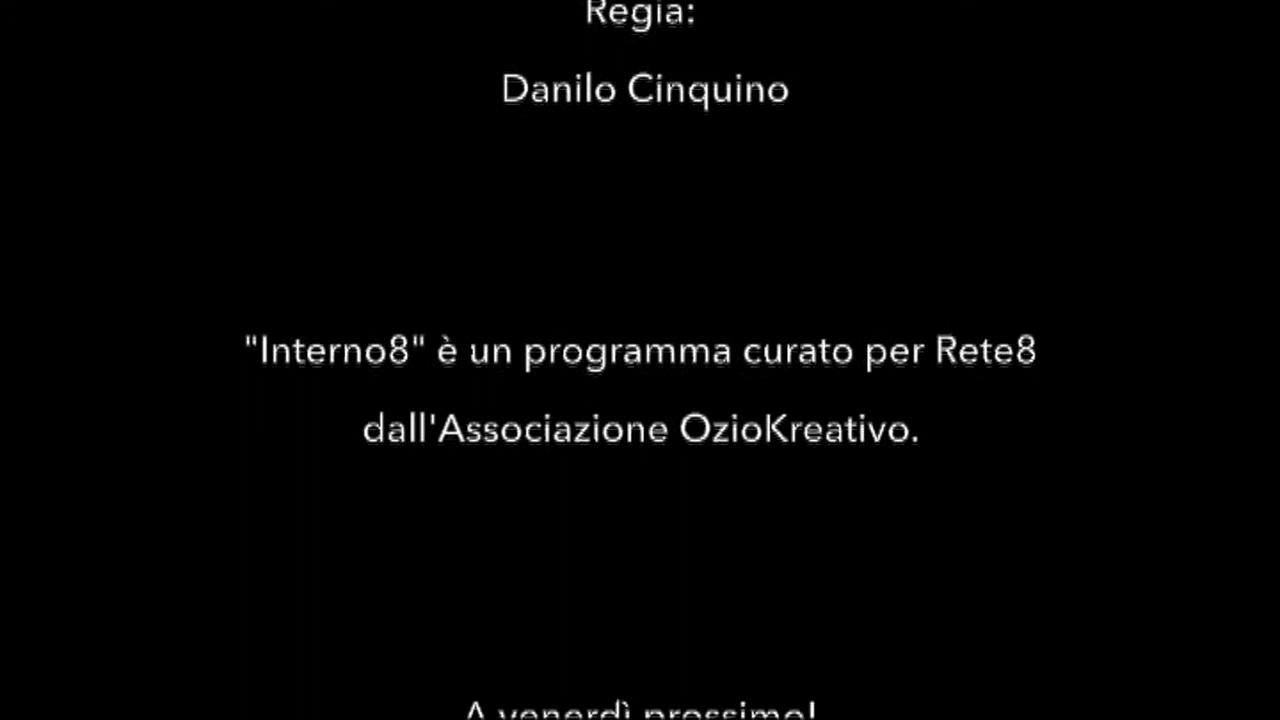 Regia:
Danilo Cinquino
"Interno8" è un programma curato per Rete8
dall'Associazione OzioKreativo.
A venerdì prossimo!